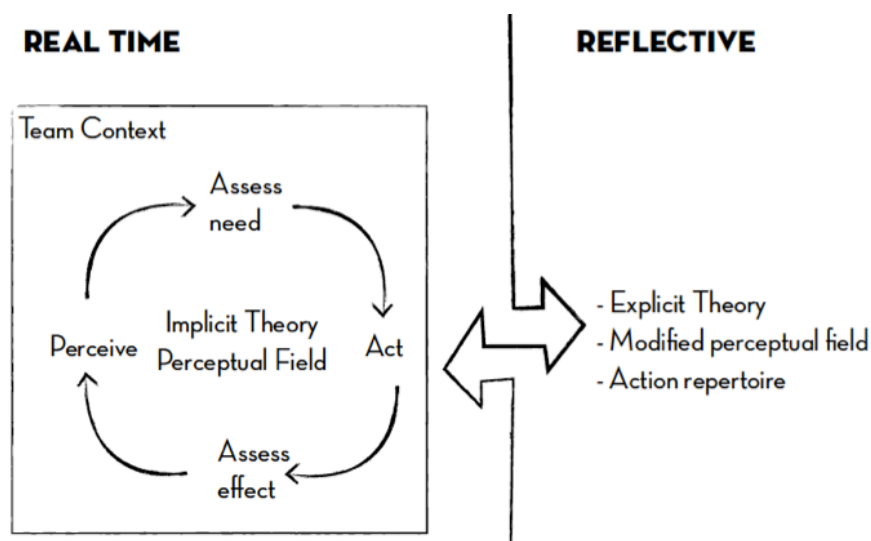 REAL TIME
REFLECTIVE
Team Context
Assess
need
Perceive
Implicit Theory
Perceptual Field
Act
Assess
effect
- Explicit Theory
- Modified perceptual field
- Action repertoire